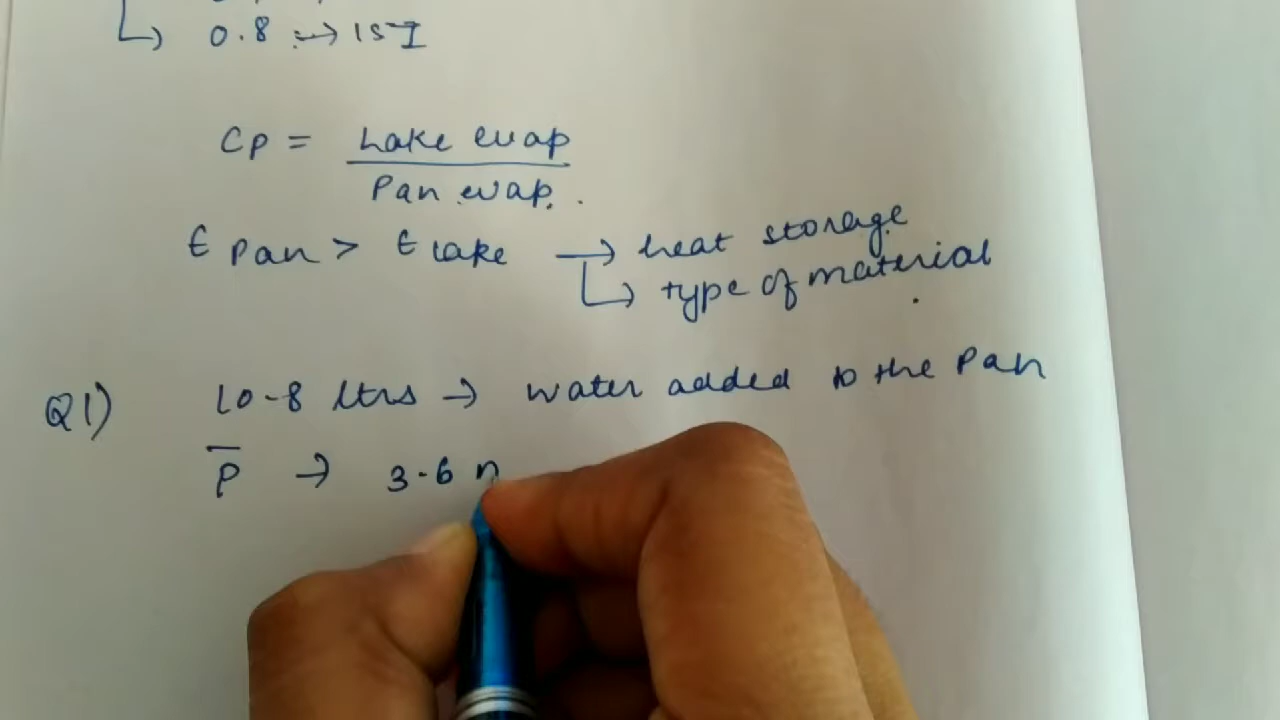 ↳ 0.8 → ISI
Cp = Lake evap
Pan evap.
E Pan > E Lake → heat storage
↳ type of material
Q1) 10.8 ltrs → water added to the Pan
P̅ → 3.6